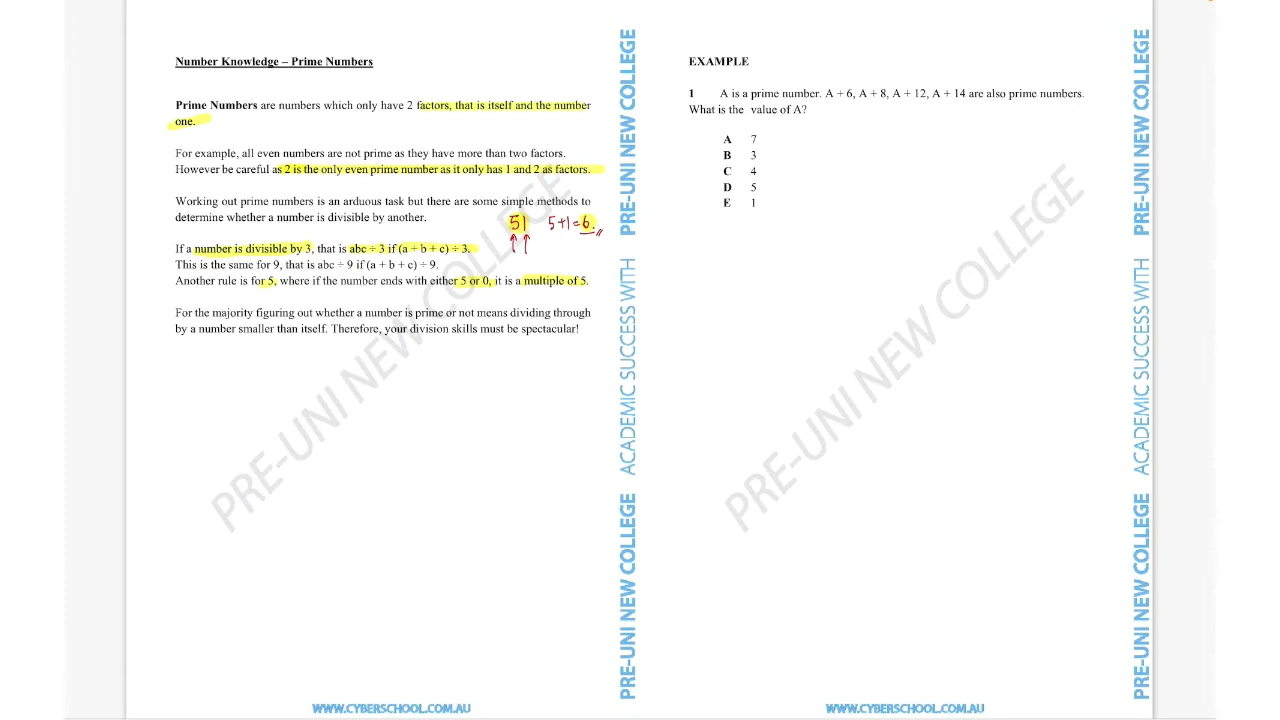 Number Knowledge – Prime Numbers
Prime Numbers are numbers which only have 2 factors, that is itself and the number
one.
For example, all even numbers are not prime as they have more than two factors.
However be careful as 2 is the only even prime number as it only has 1 and 2 as factors.
Working out prime numbers is an arduous task but there are some simple methods to
determine whether a number is divisible by another.
51 5+1=6.
If a number is divisible by 3, that is abc ÷ 3 if (a + b + c) ÷ 3.
This is the same for 9, that is abc ÷ 9 if (a + b + c) ÷ 9.
Another rule is for 5, where if the number ends with either 5 or 0, it is a multiple of 5.
For the majority figuring out whether a number is prime or not means dividing through
by a number smaller than itself. Therefore, your division skills must be spectacular!
PRE-UNI NEW COLLEGE
PRE-UNI NEW COLLEGE ACADEMIC SUCCESS WITH PRE-UNI NEW COLLEGE
WWW.CYBERSCHOOL.COM.AU
EXAMPLE
1 A is a prime number. A + 6, A + 8, A + 12, A + 14 are also prime numbers.
What is the value of A?
A 7
B 3
C 4
D 5
E 1
PRE-UNI NEW COLLEGE
PRE-UNI NEW COLLEGE ACADEMIC SUCCESS WITH PRE-UNI NEW COLLEGE
WWW.CYBERSCHOOL.COM.AU